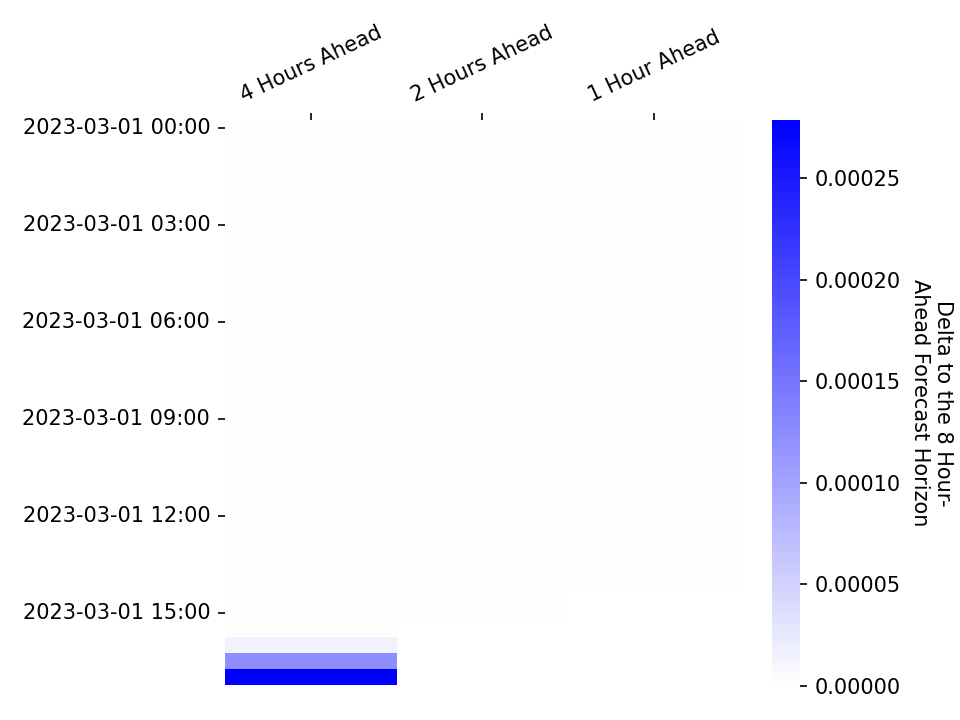 4 Hours Ahead
2 Hours Ahead
1 Hour Ahead
2023-03-01 00:00
2023-03-01 03:00
2023-03-01 06:00
2023-03-01 09:00
2023-03-01 12:00
2023-03-01 15:00
0.00025
0.00020
0.00015
0.00010
0.00005
0.00000
Delta to the 8 Hour-
Ahead Forecast Horizon